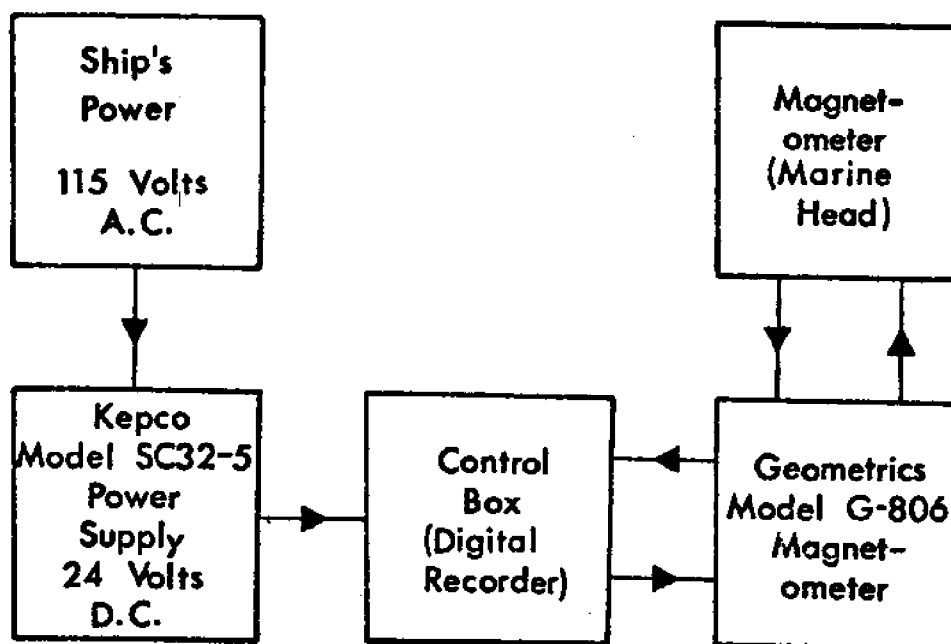 Ship's
Power
115 Volts
A.C.
Magnet-
ometer
(Marine
Head)
Kepco
Model SC32-5
Power
Supply
24 Volts
D.C.
Control
Box
(Digital
Recorder)
Geometrics
Model G-806
Magnet-
ometer